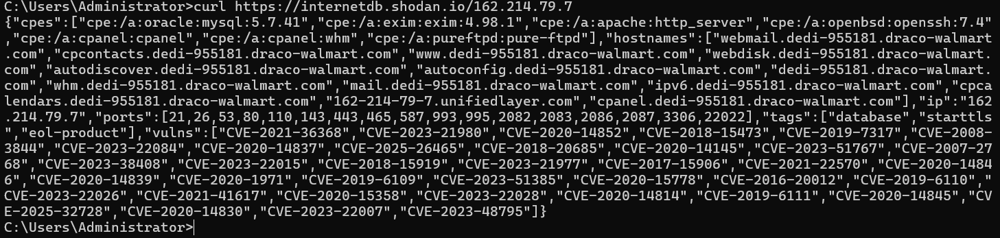 C:\Users\Administrator>curl https://internetdb.shodan.io/162.214.79.7
{"cpes":["cpe:/a:oracle:mysql:5.7.41","cpe:/a:exim:exim:4.98.1","cpe:/a:apache:http_server","cpe:/a:openbsd:openssh:7.4"
,"cpe:/a:cpanel:cpanel","cpe:/a:cpanel:whm","cpe:/a:pureftpd:pure-ftpd"],"hostnames":["webmail.dedi-955181.draco-walmart
.com","cpcontacts.dedi-955181.draco-walmart.com","www.dedi-955181.draco-walmart.com","webdisk.dedi-955181.draco-walmart.
com","autodiscover.dedi-955181.draco-walmart.com","autoconfig.dedi-955181.draco-walmart.com","dedi-955181.draco-walmart.
com","whm.dedi-955181.draco-walmart.com","mail.dedi-955181.draco-walmart.com","ipv6.dedi-955181.draco-walmart.com","cpca
lendars.dedi-955181.draco-walmart.com","162-214-79-7.unifiedlayer.com","cpanel.dedi-955181.draco-walmart.com"],"ip":"162
.214.79.7","ports":[21,26,53,80,110,143,443,465,587,993,995,2082,2083,2086,2087,3306,22022],"tags":["database","starttls
","eol-product"],"vulns":["CVE-2021-36368","CVE-2023-21980","CVE-2020-14852","CVE-2018-15473","CVE-2019-7317","CVE-2008-
3844","CVE-2023-22084","CVE-2020-14837","CVE-2025-26465","CVE-2018-20685","CVE-2020-14145","CVE-2023-51767","CVE-2007-27
68","CVE-2023-38408","CVE-2023-22015","CVE-2018-15919","CVE-2023-21977","CVE-2017-15906","CVE-2021-22570","CVE-2020-1484
6","CVE-2020-14839","CVE-2020-1971","CVE-2019-6109","CVE-2023-51385","CVE-2020-15778","CVE-2016-20012","CVE-2019-6110","
CVE-2023-22026","CVE-2021-41617","CVE-2020-15358","CVE-2023-22028","CVE-2020-14814","CVE-2019-6111","CVE-2020-14845","CV
E-2025-32728","CVE-2020-14830","CVE-2023-22007","CVE-2023-48795"]}
C:\Users\Administrator>